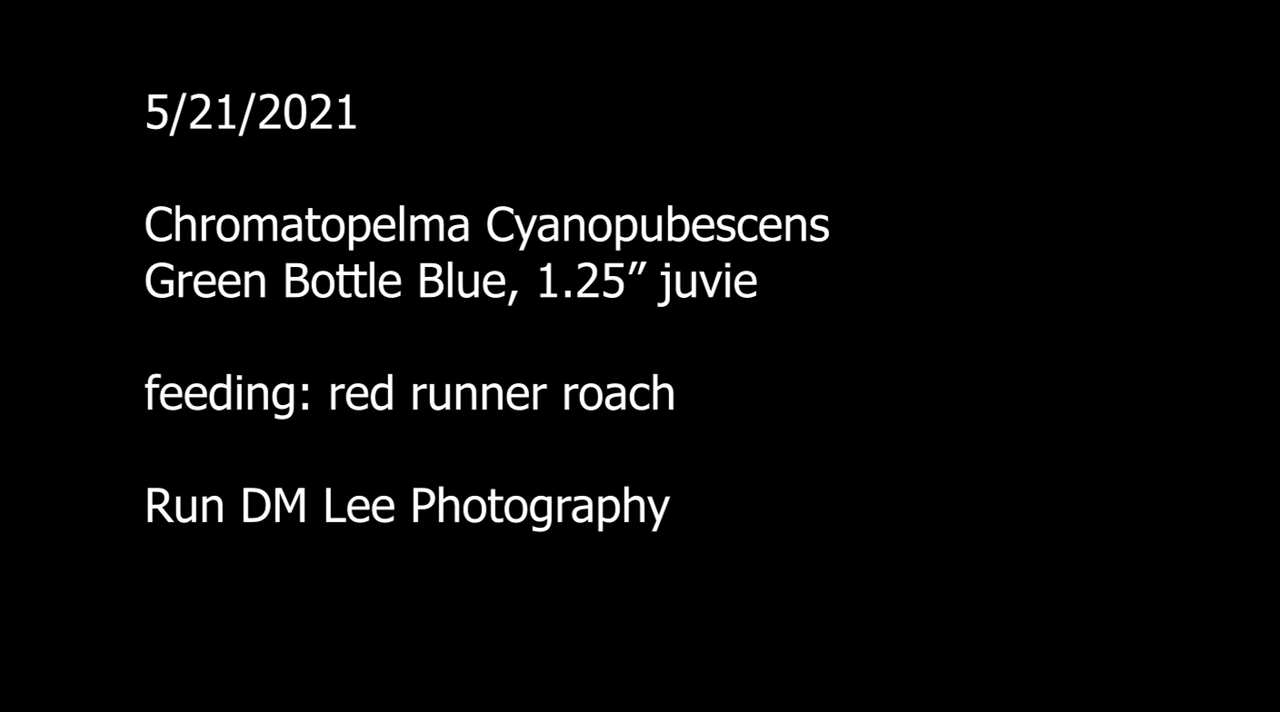 5/21/2021
Chromatopelma Cyanopubescens
Green Bottle Blue, 1.25” juvie
feeding: red runner roach
Run DM Lee Photography